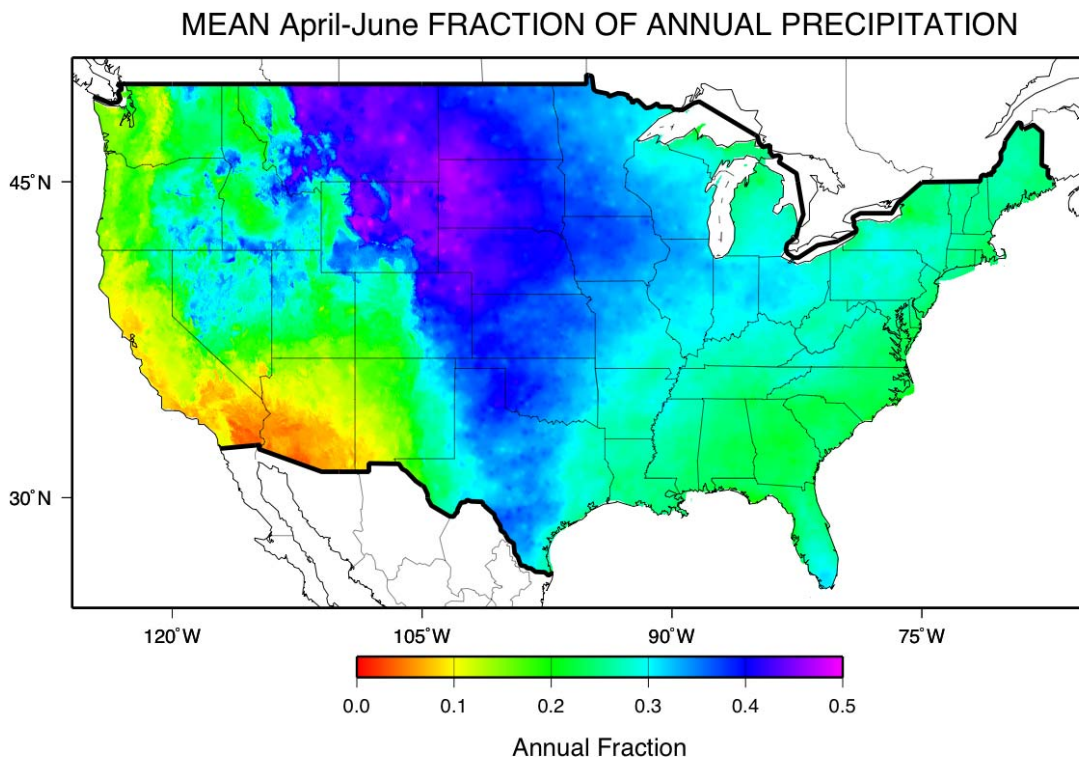 MEAN April-June FRACTION OF ANNUAL PRECIPITATION
45°N
30°N
120°W 105°W 90°W 75°W
0.0 0.1 0.2 0.3 0.4 0.5
Annual Fraction